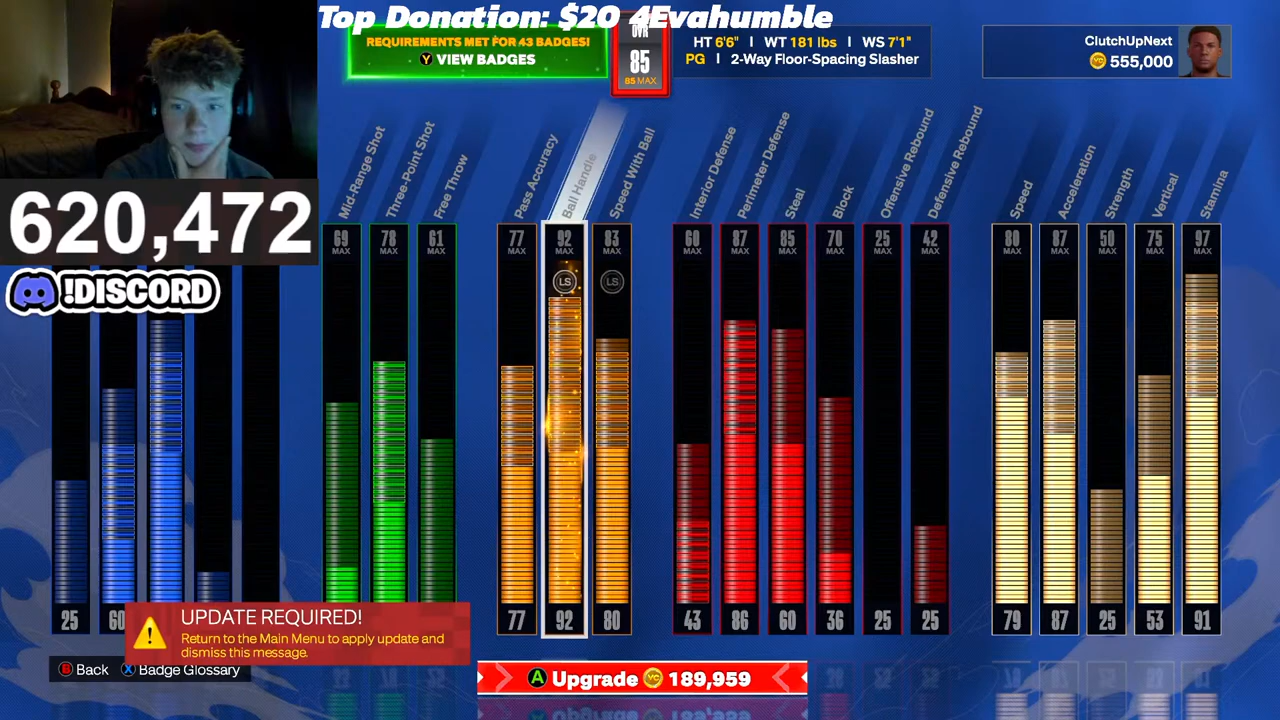 Top Donation: $20 4Evahumble
REQUIREMENTS MET FOR 43 BADGES!
Y VIEW BADGES
OVR
85
85 MAX
HT 6'6" | WT 181 lbs | WS 7'1"
PG | 2-Way Floor-Spacing Slasher
ClutchUpNext
VC 555,000
620,472
!DISCORD
Mid-Range Shot
Three-Point Shot
Free Throw
Pass Accuracy
Ball Handle
Speed With Ball
Interior Defense
Perimeter Defense
Steal
Block
Offensive Rebound
Defensive Rebound
Speed
Acceleration
Strength
Vertical
Stamina
69 78 61 77 92 83 60 87 85 70 25 42 80 87 50 75 97
MAX MAX MAX MAX MAX MAX MAX MAX MAX MAX MAX MAX MAX MAX MAX MAX MAX
LS LS
25 60 77 92 80 43 86 60 36 25 25 79 87 25 53 91
UPDATE REQUIRED!
Return to the Main Menu to apply update and
dismiss this message.
B Back X Badge Glossary
A Upgrade VC 189,959